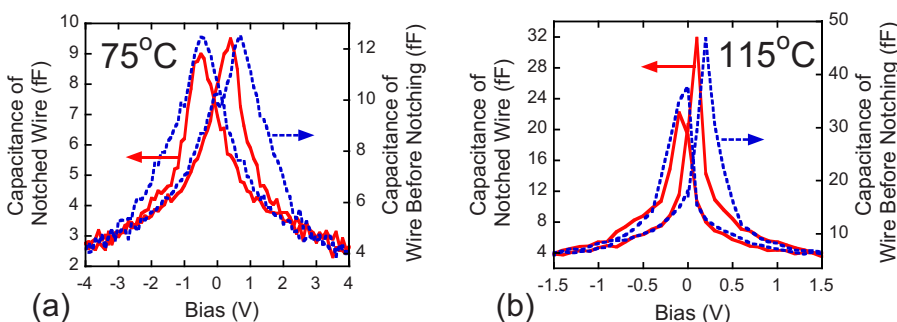 10
9
8
7
6
5
4
3
2
-4 -3 -2 -1 0 1 2 3 4
12
10
8
6
4
75°C
Capacitance of
Notched Wire (fF)
Capacitance of
Wire Before Notching (fF)
Bias (V)
(a)
32
28
24
20
16
12
8
4
-1.5 -1 -0.5 0 0.5 1 1.5
50
40
30
20
10
115°C
Capacitance of
Notched Wire (fF)
Capacitance of
Wire Before Notching (fF)
Bias (V)
(b)